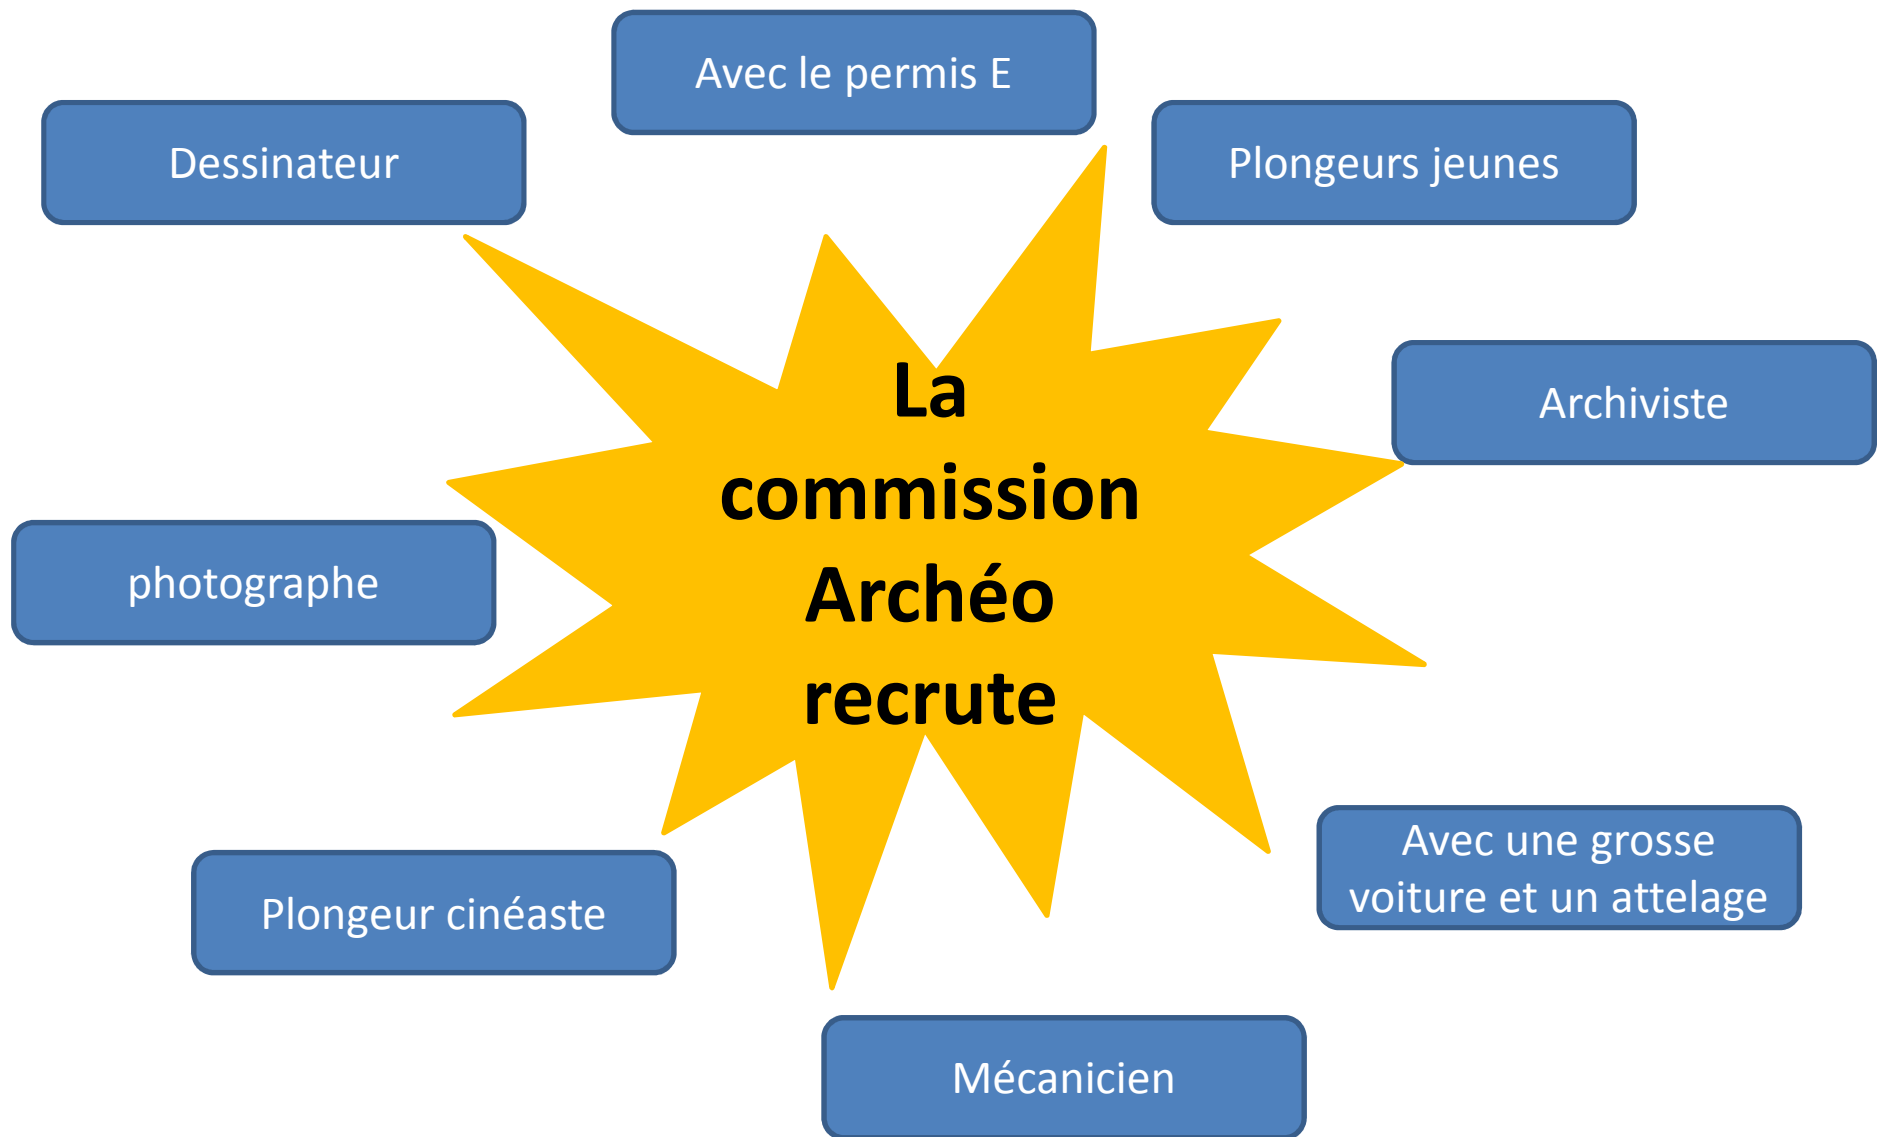 Avec le permis E
Dessinateur
Plongeurs jeunes
La
commission
Archéo
recrute
Archiviste
photographe
Avec une grosse
voiture et un attelage
Plongeur cinéaste
Mécanicien